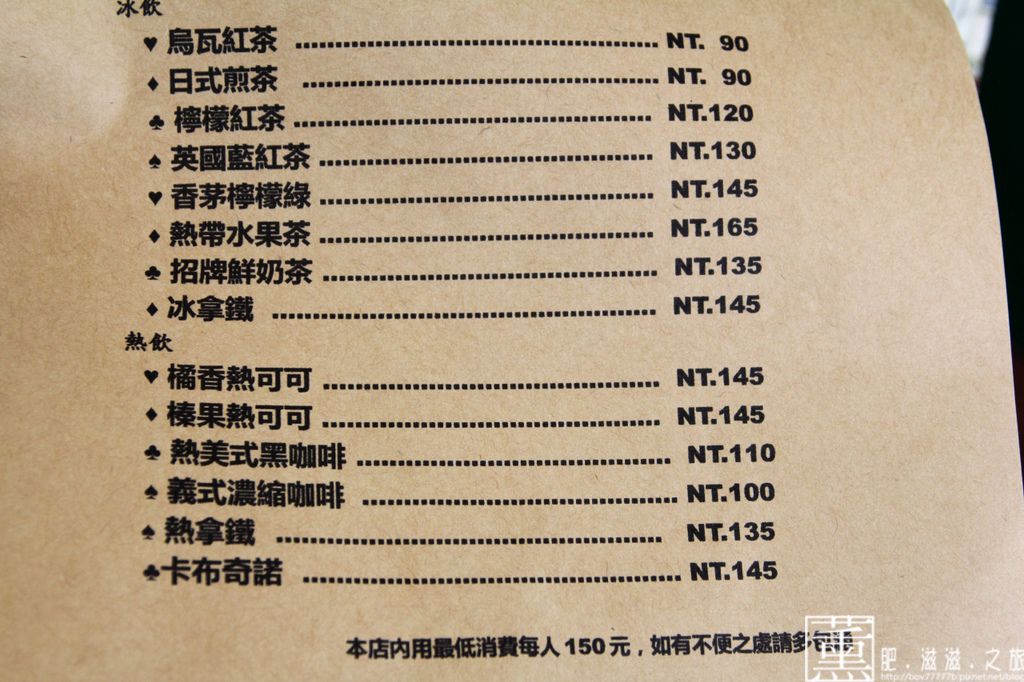 冰飲
♥ 烏瓦紅茶 ........................................ NT. 90
♦ 日式煎茶 ........................................ NT. 90
♣ 檸檬紅茶 ........................................ NT.120
♠ 英國藍紅茶 ........................................ NT.130
♥ 香茅檸檬綠 ........................................ NT.145
♦ 熱帶水果茶 ........................................ NT.165
♣ 招牌鮮奶茶 ........................................ NT.135
♦ 冰拿鐵 ........................................ NT.145
熱飲
♥ 橘香熱可可 ........................................ NT.145
♦ 榛果熱可可 ........................................ NT.145
♣ 熱美式黑咖啡 ........................................ NT.110
♠ 義式濃縮咖啡 ........................................ NT.100
♠ 熱拿鐵 ........................................ NT.135
♣卡布奇諾 ........................................ NT.145
本店內用最低消費每人 150 元，如有不便之處請多包涵
薰 肥.滋滋.之旅